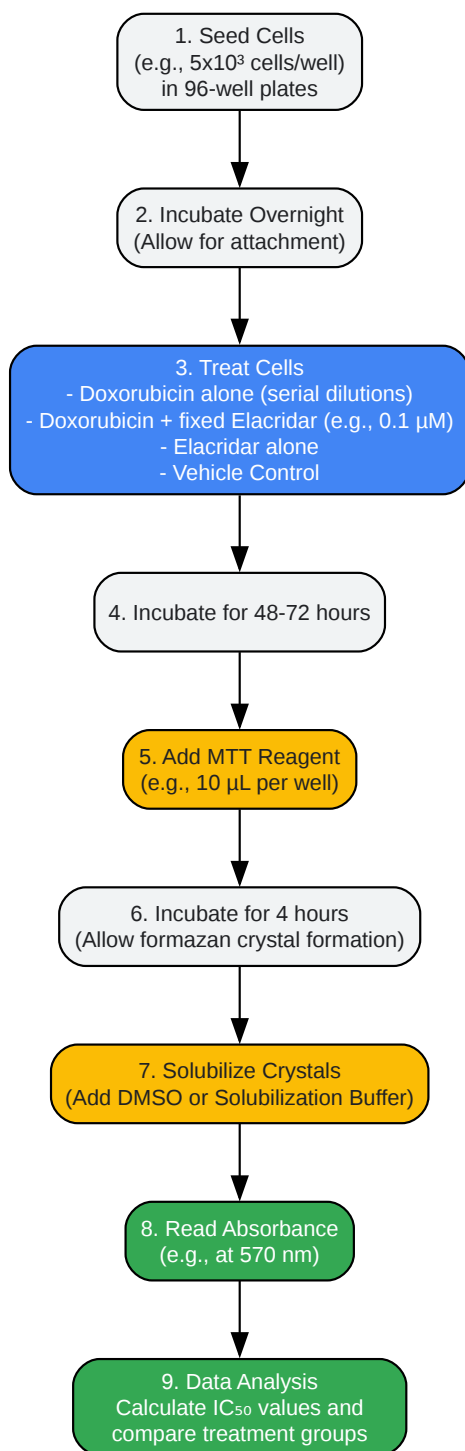 1. Seed Cells
(e.g., 5x10³ cells/well)
in 96-well plates
2. Incubate Overnight
(Allow for attachment)
3. Treat Cells
- Doxorubicin alone (serial dilutions)
- Doxorubicin + fixed Elacridar (e.g., 0.1 µM)
- Elacridar alone
- Vehicle Control
4. Incubate for 48-72 hours
5. Add MTT Reagent
(e.g., 10 µL per well)
6. Incubate for 4 hours
(Allow formazan crystal formation)
7. Solubilize Crystals
(Add DMSO or Solubilization Buffer)
8. Read Absorbance
(e.g., at 570 nm)
9. Data Analysis
Calculate IC₅₀ values and
compare treatment groups